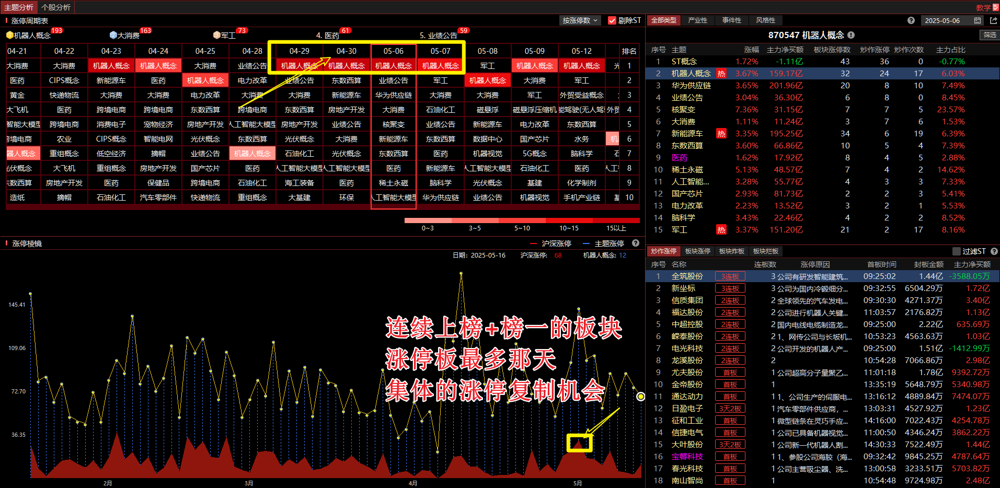 主题分析 个股分析 教学
涨停周期表 按涨停数 剔除ST
1 机器人概念 193 2 大消费 163 3 军工 73 4. 医药 61 5. 业绩公告 59
04-21 04-22 04-23 04-24 04-25 04-28 04-29 04-30 05-06 05-07 05-08 05-09 05-12 排名
大消费 大消费 机器人概念 机器人概念 大消费 业绩公告 机器人概念 机器人概念 机器人概念 机器人概念 军工 机器人概念 机器人概念 1
医药 CIPS概念 新能源车 医药 机器人概念 电力改革 业绩公告 东数西算 业绩公告 军工 机器人概念 大消费 军工 2
黄金 快递物流 大消费 大消费 电力改革 大消费 大消费 新能源车 华为供应链 大消费 大消费 军工 外贸受益概念 3
大飞机 医药 跨境电商 跨境电商 东数西算 跨境电商 东数西算 房地产开发 大消费 石油化工 磁悬浮 磁悬浮压缩机 能驾驶(无人驾 外贸 4
智能大模型 跨境电商 消费电子 宠物经济 房地产开发 人工智能大模型 房地产开发 业绩公告 核聚变 业绩公告 新能源车 电力改革 东数西算 5
跨境电商 农业 CIPS概念 智能电网 光伏概念 东数西算 光伏概念 大消费 新能源车 东数西算 数据中心 国产芯片 水务 机 6
器人概念 重组概念 低空经济 摘帽 业绩公告 机器人概念 石油化工 光伏概念 东数西算 医药 机器视觉 5G概念 脑科学 石 7
光伏概念 大飞机 重组概念 房地产开发 国产芯片 医药 人工智能大模型 人工智能大模型 医药 新能源车 人工智能大模型 石油化工 医药 人工 8
东数西算 房地产开发 医药 保健品 跨境电商 石油化工 海工装备 医药 稀土永磁 脑科学 光伏概念 基建 化学制剂 9
造纸 摘帽 石油化工 汽车零部件 快递物流 重组概念 大基建 环保 人工智能大模型 华为供应链 业绩公告 机器视觉 手机产业链 基 10
0~3 3~5 5~10 10~15 15以上
涨停棱镜 沪深涨停 主题涨停
日期: 2025-05-16 沪深涨停: 68 机器人概念: 12
145.41
109.06
72.70
36.35
2月 3月 4月 5月
连续上榜+榜一的板块
涨停板最多那天
集体的涨停复制机会
全部类型 产业性 事件性 风格性 2025-05-06
870547 机器人概念 筛选
序号 主题 涨幅 主力净买额 板块涨停数 炒作涨停 炒作次数 主力占比
1 ST概念 1.72% -1.11亿 43 36 0 -0.77%
2 机器人概念 热 3.67% 159.17亿 32 24 17 6.03%
3 华为供应链 3.65% 201.96亿 20 8 10 7.49%
4 业绩公告 3.04% 36.30亿 6 8 0 8.45%
5 核聚变 7.36% 31.15亿 7 7 5 23.57%
6 大消费 1.11% 11.24亿 3 7 6 1.53%
7 新能源车 热 3.35% 195.25亿 34 6 19 6.39%
8 东数西算 3.60% 66.86亿 10 5 4 7.39%
9 医药 1.62% 17.92亿 8 4 5 2.88%
10 稀土永磁 5.13% 48.57亿 7 4 2 14.62%
11 人工智能... 3.28% 55.77亿 4 3 3 7.33%
12 国产芯片 2.93% 81.73亿 2 2 3 5.41%
13 电力改革 2.23% 13.52亿 3 2 1 5.53%
14 脑科学 3.43% 22.46亿 4 2 2 8.52%
15 军工 热 3.37% 151.20亿 21 2 17 8.16%
炒作涨停 板块涨停 板块炸板 板块烂板 过滤ST
序号 名称 连板数 涨停原因 首板时间 封板金额 主力净买额
1 全筑股份 3连板 3 公司有研发智能建筑... 09:25:02 1.44亿 -3588.05万
2 新坐标 3连板 3 公司为国内冷锻细分... 09:32:55 6504.29万 1.72亿
3 信质集团 2连板 2 全球领先的汽车发电... 09:30:30 4271.37万 3.40亿
4 福达股份 2连板 2 公司进行机器人关键... 11:03:57 2176.82万 1.13亿
5 中超控股 2连板 2 国内电线电缆制造龙... 09:25:00 2.22亿 635.69万
6 嵘泰股份 2连板 2 1、网传公司与长坂机... 10:53:23 4563.63万 1.03亿
7 电光科技 2连板 2 公司开发的机器人产... 09:25:00 1.51亿 -1412.99万
8 龙溪股份 2连板 2 10:54:28 7066.86万 2.98亿
9 尤夫股份 首板 1 公司超高分子量聚乙... 11:01:18 1.78亿 9392.72万
10 金帝股份 首板 1 13:35:19 5648.79万 5340.98万
11 通达动力 首板 1 1、公司生产的伺服电... 13:16:12 4889.84万 7474.07万
12 日盈电子 3天2板 1 汽车零部件供应商，... 13:03:31 4527.92万 1.23亿
13 征和工业 首板 1 微型链条在灵巧手应... 14:16:00 7022.43万 4254.78万
14 信捷电气 首板 1 公司已具备机器视觉... 11:00:50 4346.24万 3862.22万
15 大叶股份 3天2板 1 公司新一代机器人割... 14:30:33 7522.49万 1.44亿
16 宝馨科技 首板 1 1、参股公司海胶（海... 09:32:42 9845.25万 4787.64万
17 春光科技 首板 1 公司主营吸尘器、洗... 13:00:58 3233.51万 5703.82万
18 南山智尚 首板 1 10:54:48 9724.98万 2.48亿